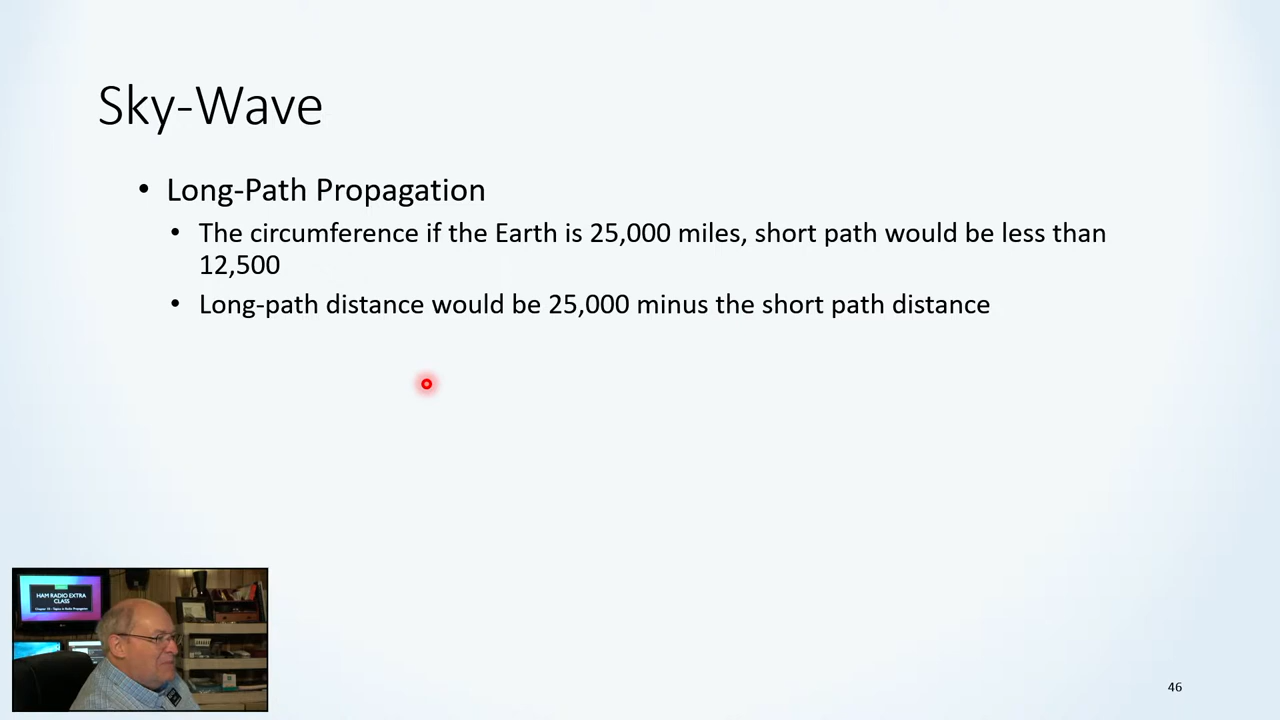 Sky-Wave
• Long-Path Propagation
• The circumference if the Earth is 25,000 miles, short path would be less than
12,500
• Long-path distance would be 25,000 minus the short path distance
HAM RADIO EXTRA
CLASS
46